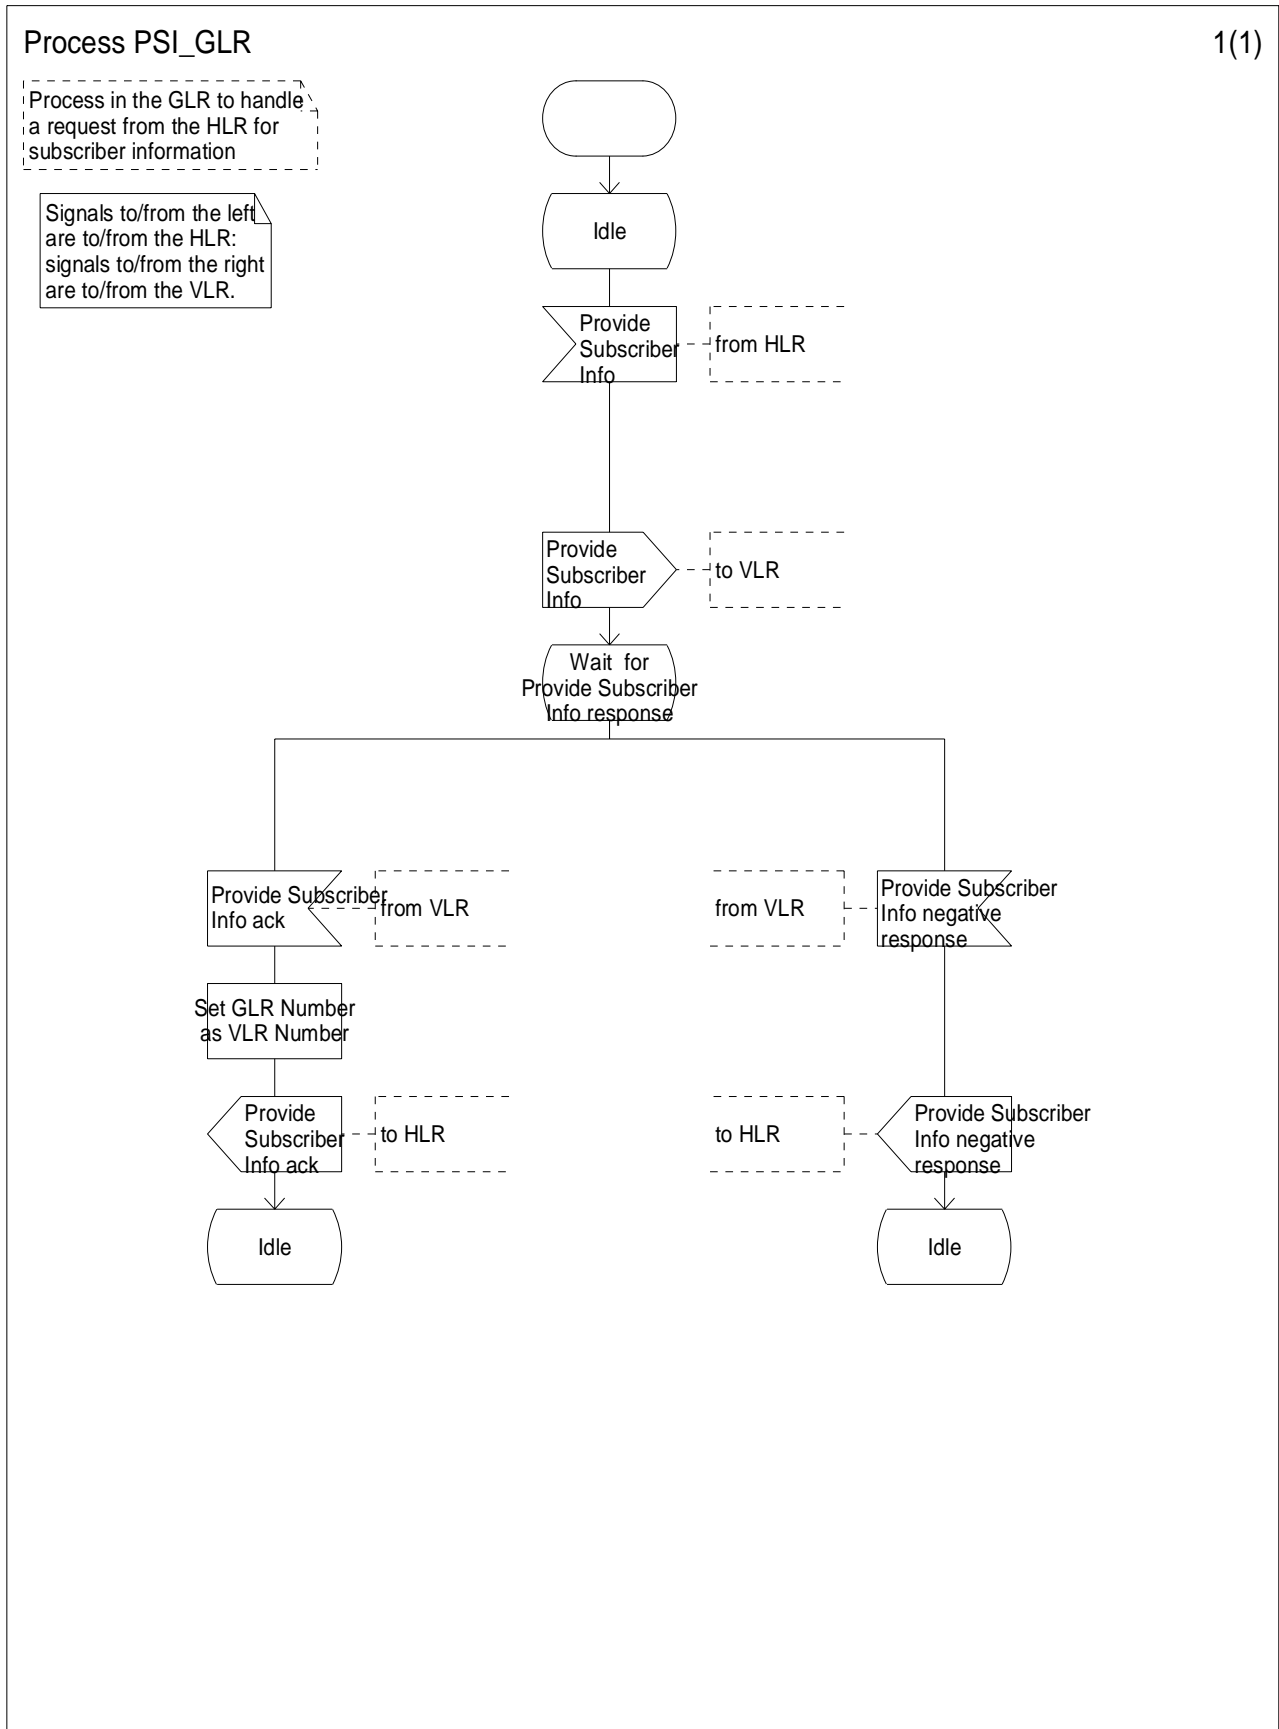 Process PSI_GLR
1(1)
Process in the GLR to handle
a request from the HLR for
subscriber information
Signals to/from the left
are to/from the HLR:
signals to/from the right
are to/from the VLR.
Idle
Provide
Subscriber
Info
from HLR
Provide
Subscriber
Info
to VLR
Wait for
Provide Subscriber
Info response
Provide Subscriber
Info ack
from VLR
from VLR
Provide Subscriber
Info negative
response
Set GLR Number
as VLR Number
Provide
Subscriber
Info ack
to HLR
to HLR
Provide Subscriber
Info negative
response
Idle
Idle